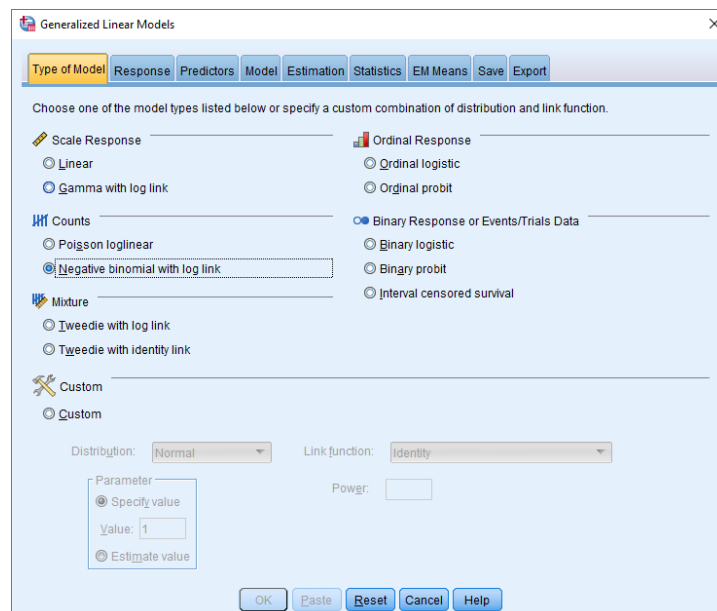 Generalized Linear Models
Type of Model Response Predictors Model Estimation Statistics EM Means Save Export
Choose one of the model types listed below or specify a custom combination of distribution and link function.
Scale Response
Linear
Gamma with log link
Ordinal Response
Ordinal logistic
Ordinal probit
Counts
Poisson loglinear
Negative binomial with log link
Binary Response or Events/Trials Data
Binary logistic
Binary probit
Interval censored survival
Mixture
Tweedie with log link
Tweedie with identity link
Custom
Custom
Distribution: Normal
Link function: Identity
Parameter
Specify value
Value: 1
Estimate value
Power:
OK Paste Reset Cancel Help